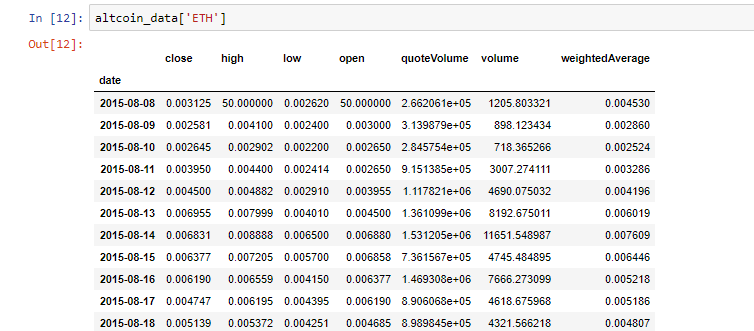 In [12]: altcoin_data['ETH']
Out[12]:
close high low open quoteVolume volume weightedAverage
date
2015-08-08 0.003125 50.000000 0.002620 50.000000 2.662061e+05 1205.803321 0.004530
2015-08-09 0.002581 0.004100 0.002400 0.003000 3.139879e+05 898.123434 0.002860
2015-08-10 0.002645 0.002902 0.002200 0.002650 2.845754e+05 718.365266 0.002524
2015-08-11 0.003950 0.004400 0.002414 0.002650 9.151385e+05 3007.274111 0.003286
2015-08-12 0.004500 0.004882 0.002910 0.003955 1.117821e+06 4690.075032 0.004196
2015-08-13 0.006955 0.007999 0.004010 0.004500 1.361099e+06 8192.675011 0.006019
2015-08-14 0.006831 0.008888 0.006500 0.006880 1.531205e+06 11651.548987 0.007609
2015-08-15 0.006377 0.007205 0.005700 0.006858 7.361567e+05 4745.484895 0.006446
2015-08-16 0.006190 0.006559 0.004150 0.006377 1.469308e+06 7666.273099 0.005218
2015-08-17 0.004747 0.006195 0.004395 0.006190 8.906068e+05 4618.675968 0.005186
2015-08-18 0.005139 0.005372 0.004251 0.004685 8.989845e+05 4321.566218 0.004807